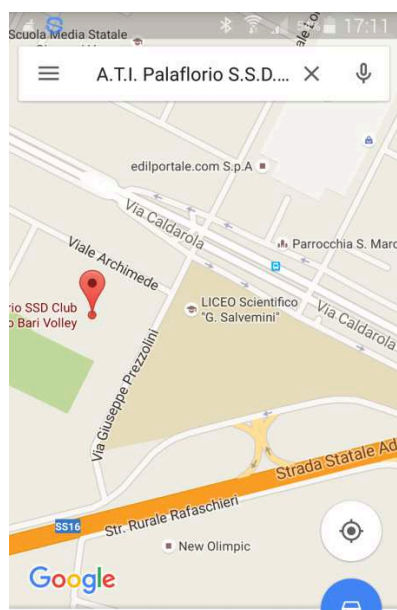 17:11
Scuola Media Statale
A.T.I. Palaflorio S.S.D....
edilportale.com S.p.A
Via Caldarola
Parrocchia S. Marc
Viale Archimede
rio SSD Club
o Bari Volley
LICEO Scientifico
"G. Salvemini"
Via Caldarola
Via Giuseppe Prezzolini
Strada Statale Ad
SS16
Str. Rurale Rafaschieri
New Olimpic
Google